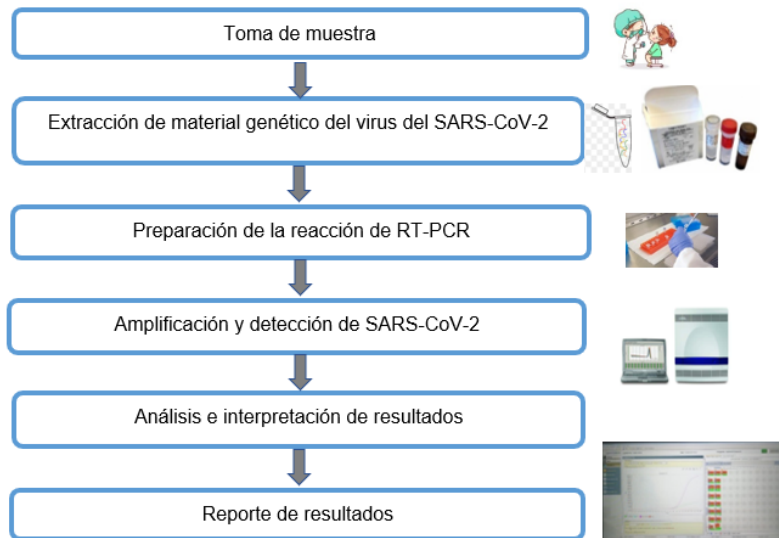 Toma de muestra
Extracción de material genético del virus del SARS-CoV-2
Preparación de la reacción de RT-PCR
Amplificación y detección de SARS-CoV-2
Análisis e interpretación de resultados
Reporte de resultados